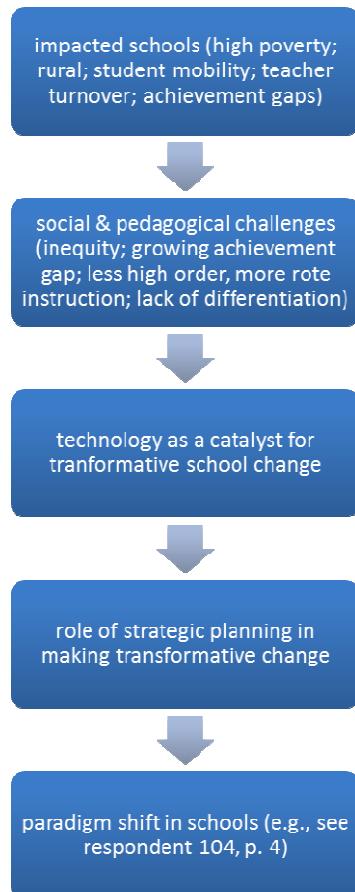 impacted schools (high poverty;
rural; student mobility; teacher
turnover; achievement gaps)
social & pedagogical challenges
(inequity; growing achievement
gap; less high order, more rote
instruction; lack of differentiation)
technology as a catalyst for
tranformative school change
role of strategic planning in
making transformative change
paradigm shift in schools (e.g., see
respondent 104, p. 4)